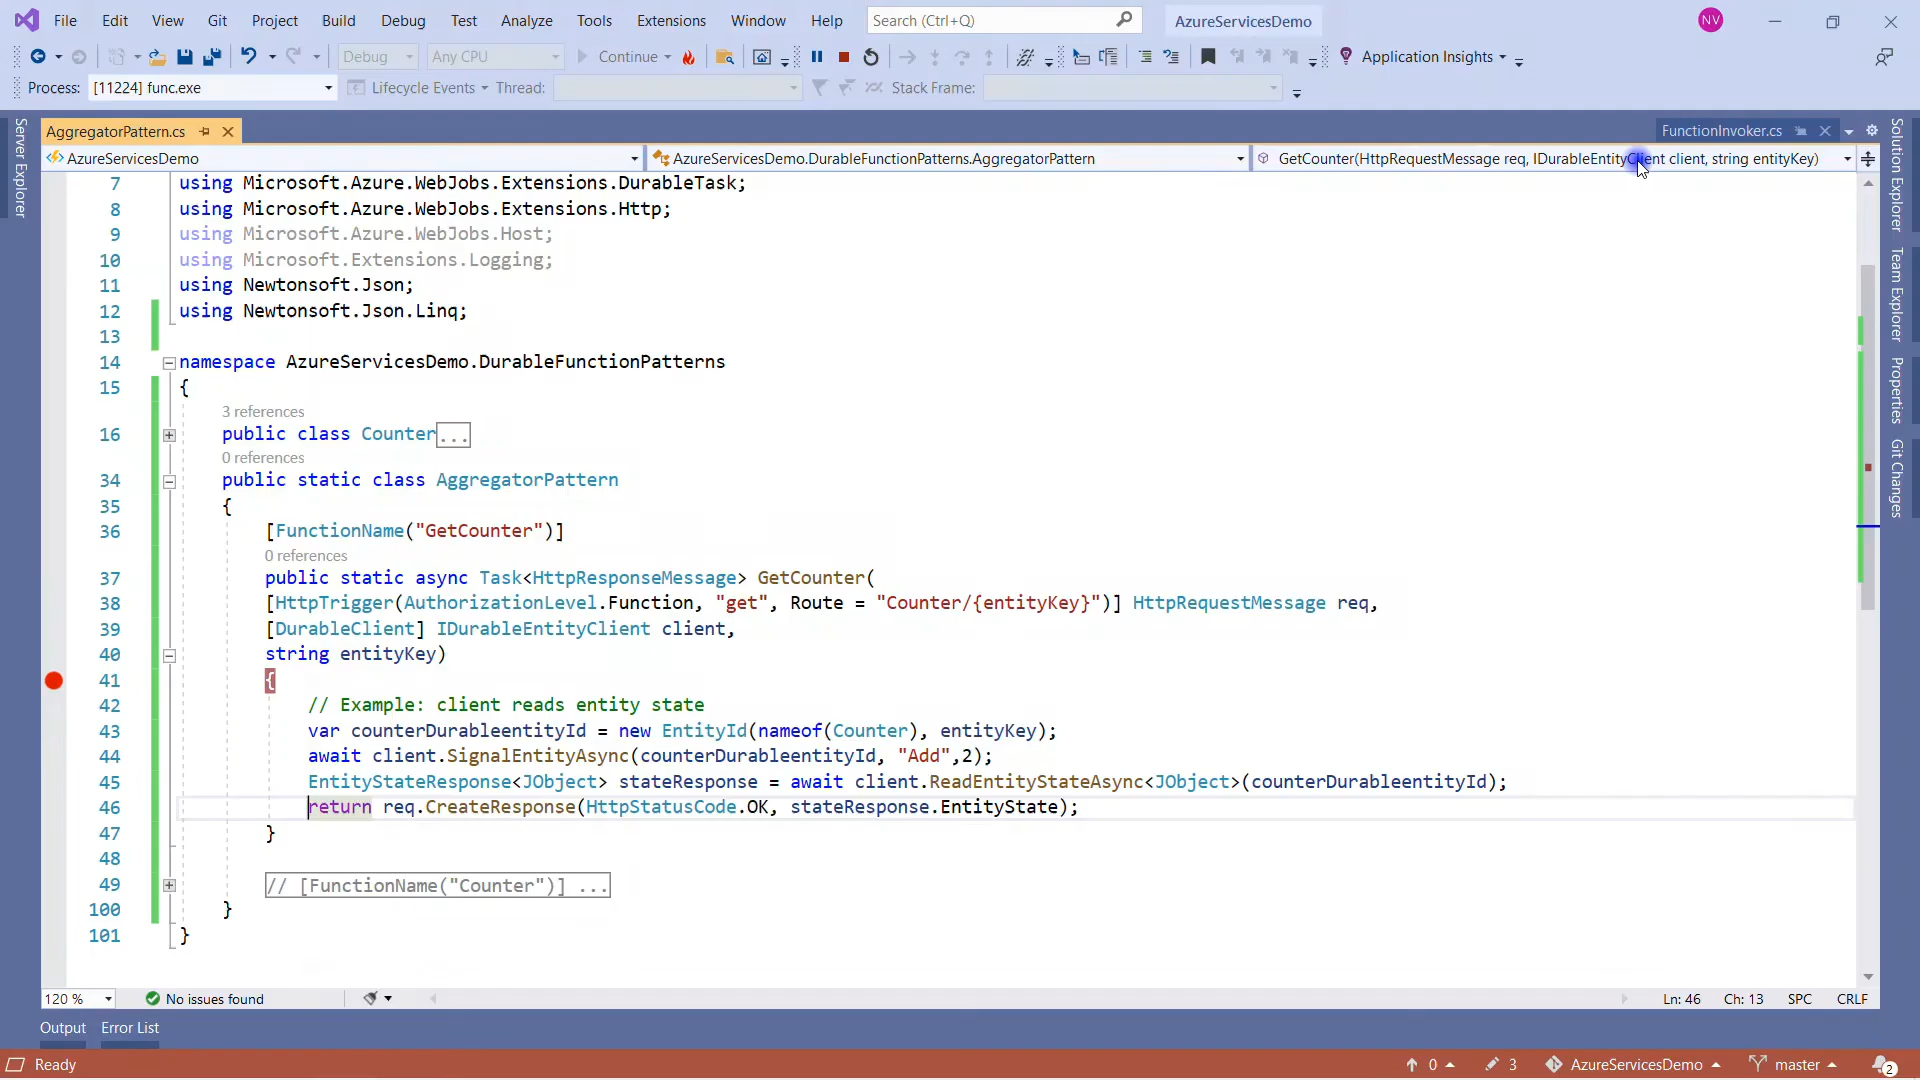 File Edit View Git Project Build Debug Test Analyze Tools Extensions Window Help Search (Ctrl+Q) AzureServicesDemo NV
Debug Any CPU Continue Application Insights
Process: [11224] func.exe Lifecycle Events Thread: Stack Frame:
Server Explorer
AggregatorPattern.cs FunctionInvoker.cs
AzureServicesDemo AzureServicesDemo.DurableFunctionPatterns.AggregatorPattern GetCounter(HttpRequestMessage req, IDurableEntityClient client, string entityKey)
7 using Microsoft.Azure.WebJobs.Extensions.DurableTask;
8 using Microsoft.Azure.WebJobs.Extensions.Http;
9 using Microsoft.Azure.WebJobs.Host;
10 using Microsoft.Extensions.Logging;
11 using Newtonsoft.Json;
12 using Newtonsoft.Json.Linq;
13
14 namespace AzureServicesDemo.DurableFunctionPatterns
15 {
3 references
16 public class Counter...
0 references
34 public static class AggregatorPattern
35 {
36 [FunctionName("GetCounter")]
0 references
37 public static async Task<HttpResponseMessage> GetCounter(
38 [HttpTrigger(AuthorizationLevel.Function, "get", Route = "Counter/{entityKey}")] HttpRequestMessage req,
39 [DurableClient] IDurableEntityClient client,
40 string entityKey)
41 {
42 // Example: client reads entity state
43 var counterDurableentityId = new EntityId(nameof(Counter), entityKey);
44 await client.SignalEntityAsync(counterDurableentityId, "Add",2);
45 EntityStateResponse<JObject> stateResponse = await client.ReadEntityStateAsync<JObject>(counterDurableentityId);
46 return req.CreateResponse(HttpStatusCode.OK, stateResponse.EntityState);
47 }
48
49 // [FunctionName("Counter")] ...
100 }
101 }
Solution Explorer
Team Explorer
Properties
Git Changes
120 % No issues found Ln: 46 Ch: 13 SPC CRLF
Output Error List
Ready 0 3 AzureServicesDemo master 2